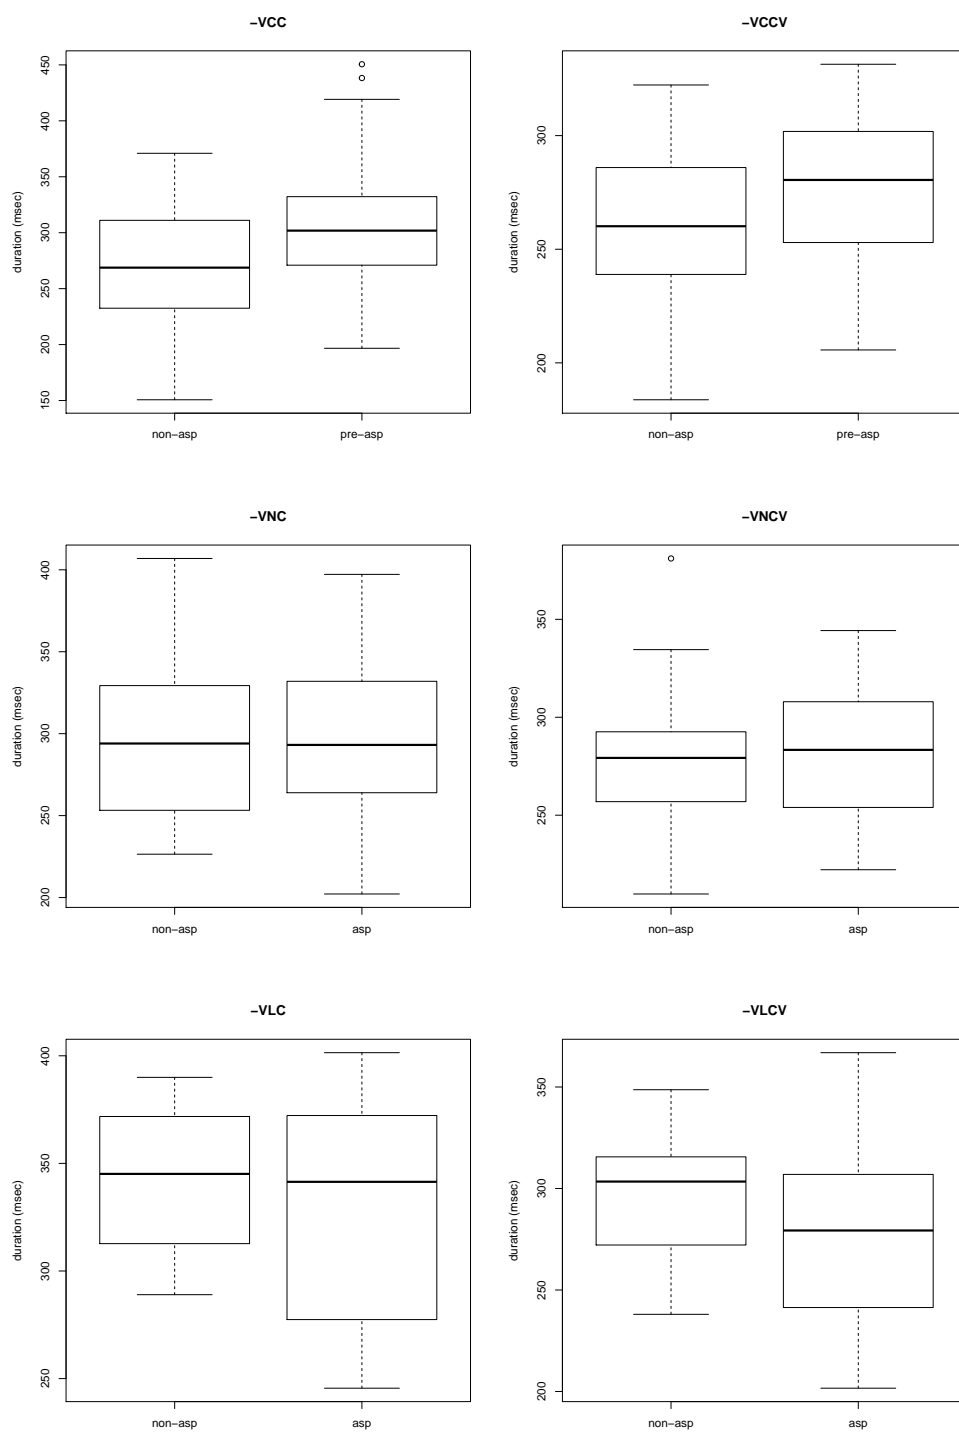 –VCC
duration (msec)
450
400
350
300
250
200
150
non–asp
pre–asp
–VCCV
duration (msec)
300
250
200
non–asp
pre–asp
–VNC
duration (msec)
400
350
300
250
200
non–asp
asp
–VNCV
duration (msec)
350
300
250
non–asp
asp
–VLC
duration (msec)
400
350
300
250
non–asp
asp
–VLCV
duration (msec)
350
300
250
200
non–asp
asp